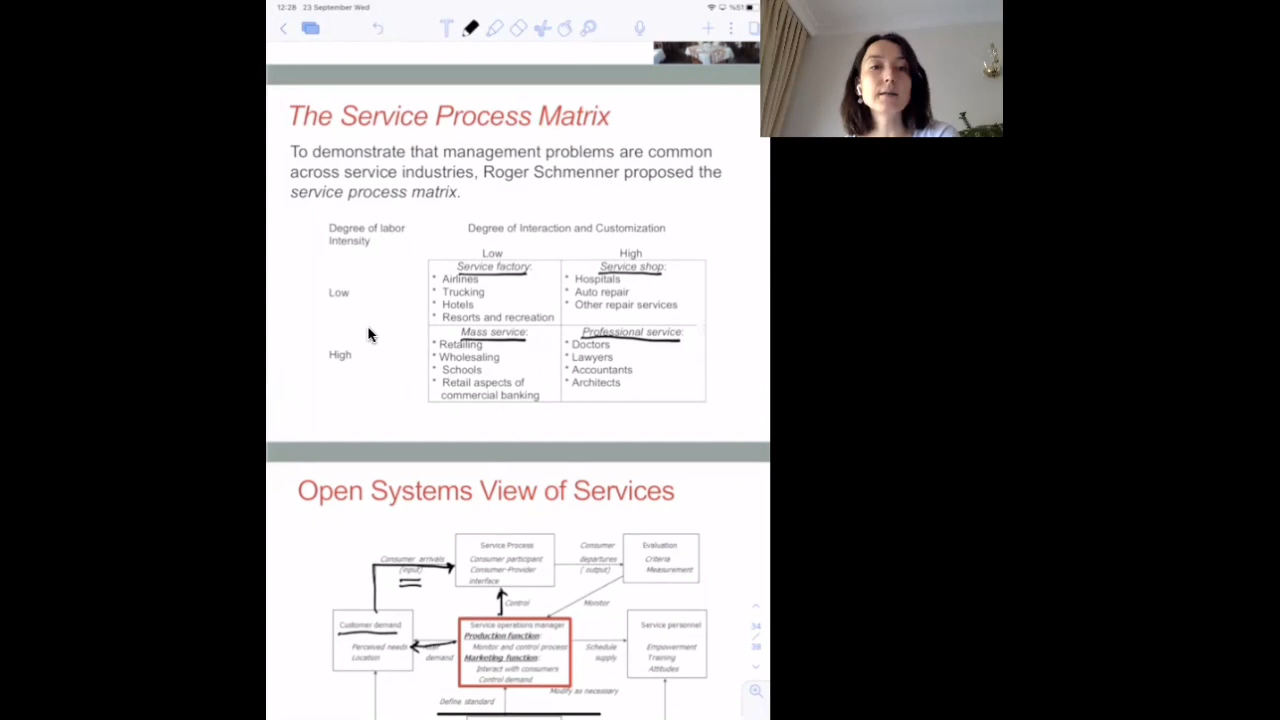 12:28 23 September Wed
%51
The Service Process Matrix
To demonstrate that management problems are common
across service industries, Roger Schmenner proposed the
service process matrix.
Degree of labor
Intensity
Degree of Interaction and Customization
Low
High
Low
Service factory:
* Airlines
* Trucking
* Hotels
* Resorts and recreation
Service shop:
* Hospitals
* Auto repair
* Other repair services
High
Mass service:
* Retailing
* Wholesaling
* Schools
* Retail aspects of
commercial banking
Professional service:
* Doctors
* Lawyers
* Accountants
* Architects
Open Systems View of Services
Consumer arrivals
(input)
Service Process
Consumer participant
Consumer-Provider
interface
Consumer
departures
( output)
Evaluation
Criteria
Measurement
Control
Monitor
Customer demand
Perceived needs
Location
demand
Service operations manager
Production function:
Monitor and control process
Marketing function:
Interact with consumers
Control demand
Schedule
supply
Service personnel
Empowerment
Training
Attitudes
Modify as necessary
Define standard
34
/
38